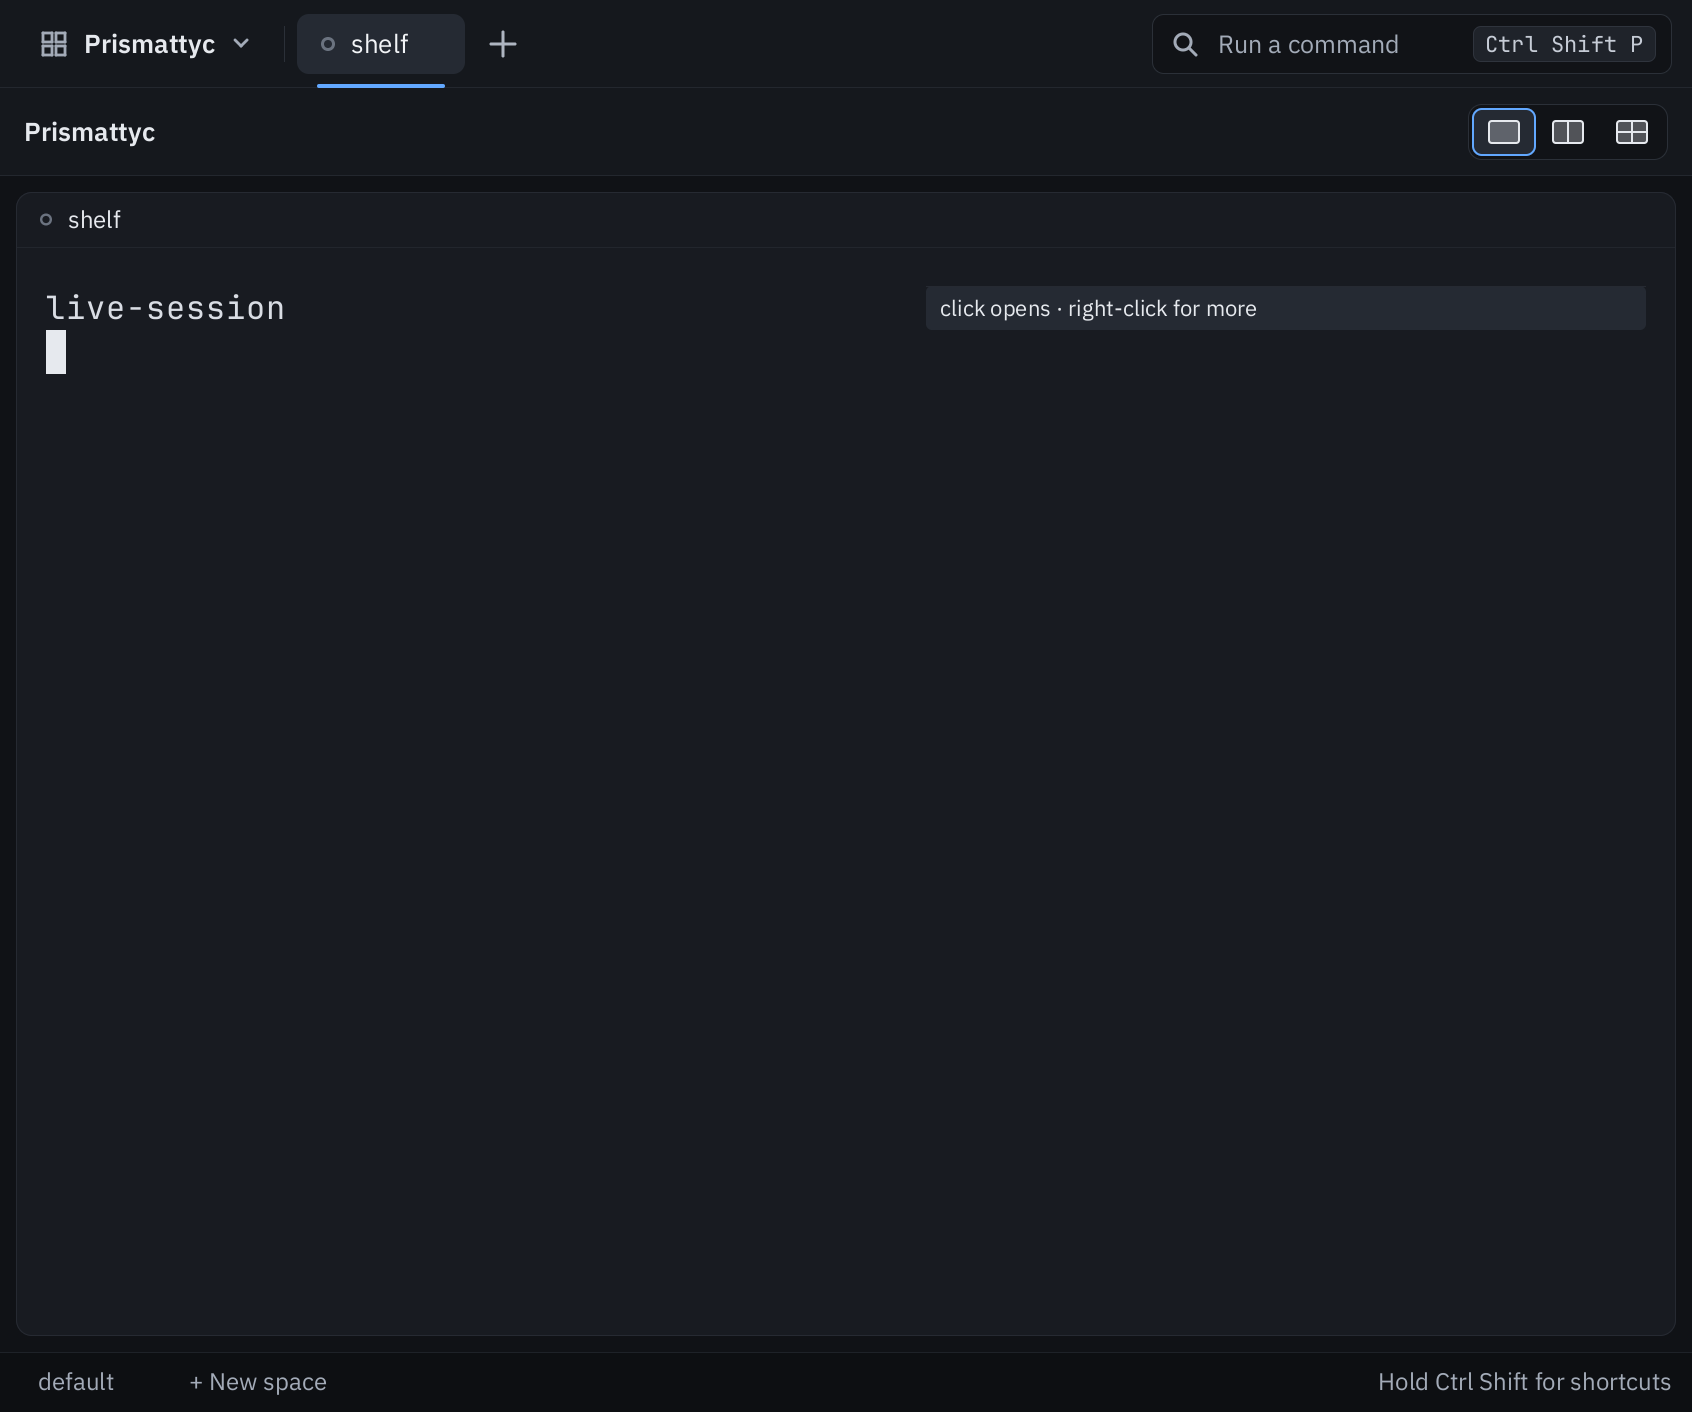 Prismattyc
shelf
Run a command
Ctrl Shift P
Prismattyc
shelf
live-session
click opens · right-click for more
default
+ New space
Hold Ctrl Shift for shortcuts